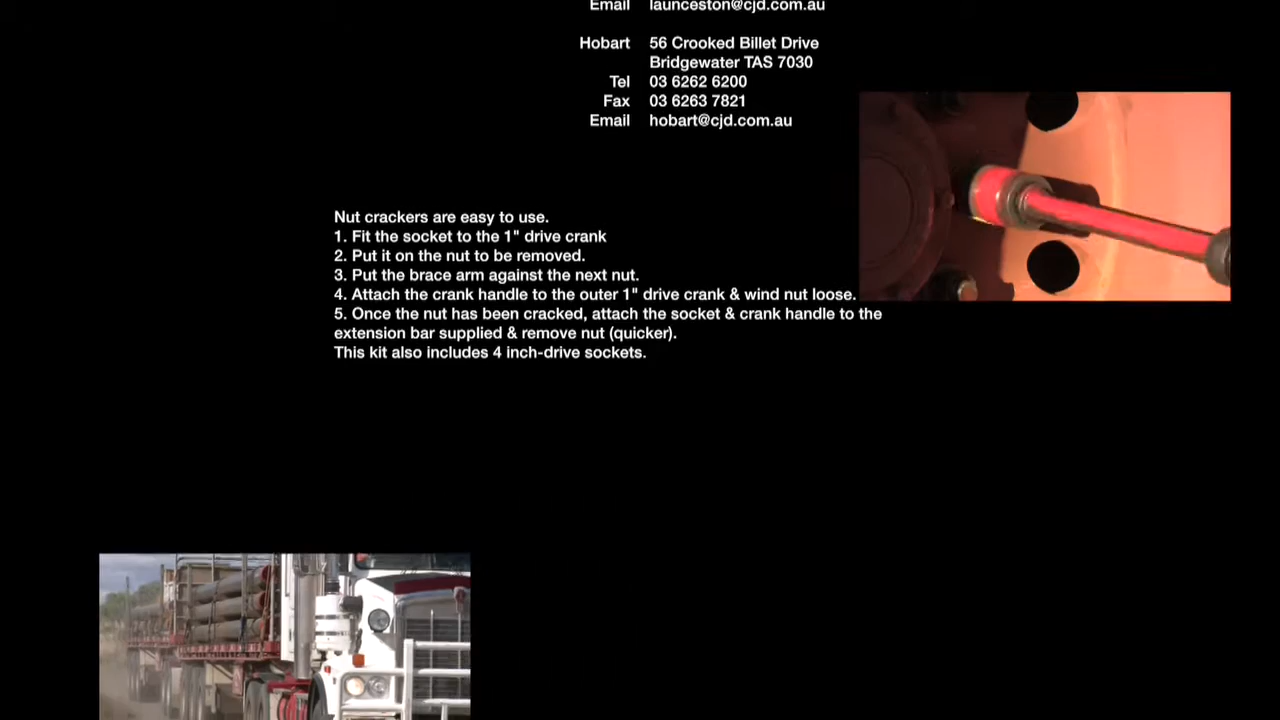 Email launceston@cjd.com.au
Hobart 56 Crooked Billet Drive
Bridgewater TAS 7030
Tel 03 6262 6200
Fax 03 6263 7821
Email hobart@cjd.com.au
Nut crackers are easy to use.
1. Fit the socket to the 1" drive crank
2. Put it on the nut to be removed.
3. Put the brace arm against the next nut.
4. Attach the crank handle to the outer 1" drive crank & wind nut loose.
5. Once the nut has been cracked, attach the socket & crank handle to the
extension bar supplied & remove nut (quicker).
This kit also includes 4 inch-drive sockets.